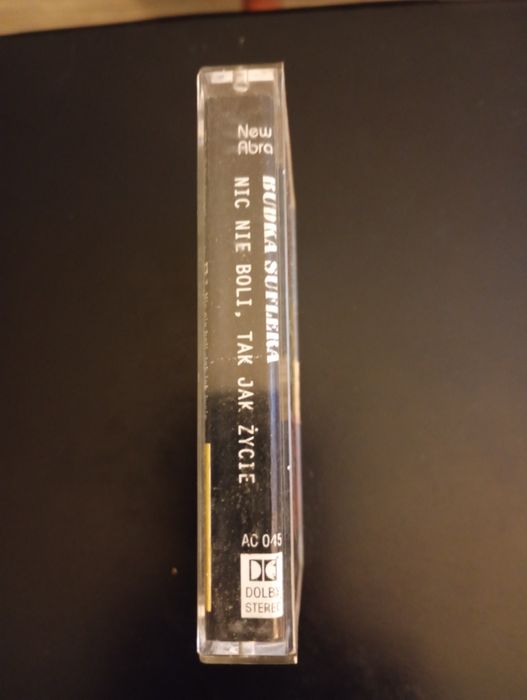 New
Abra
BUDKA SUFLERA
NIC NIE BOLI, TAK JAK ŻYCIE
AC 045
DOLBY
STEREO